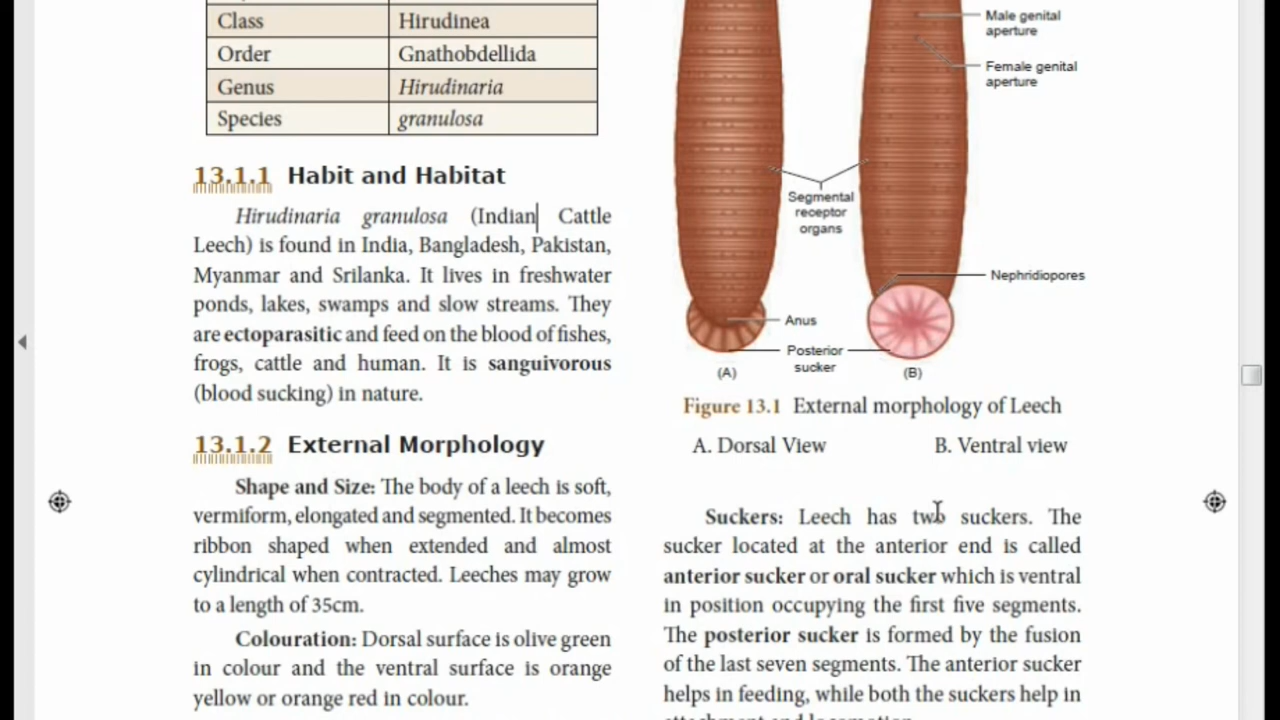 Class Hirudinea
Order Gnathobdellida
Genus Hirudinaria
Species granulosa
13.1.1 Habit and Habitat
Hirudinaria granulosa (Indian Cattle
Leech) is found in India, Bangladesh, Pakistan,
Myanmar and Srilanka. It lives in freshwater
ponds, lakes, swamps and slow streams. They
are ectoparasitic and feed on the blood of fishes,
frogs, cattle and human. It is sanguivorous
(blood sucking) in nature.
13.1.2 External Morphology
Shape and Size: The body of a leech is soft,
vermiform, elongated and segmented. It becomes
ribbon shaped when extended and almost
cylindrical when contracted. Leeches may grow
to a length of 35cm.
Colouration: Dorsal surface is olive green
in colour and the ventral surface is orange
yellow or orange red in colour.
Male genital
aperture
Female genital
aperture
Segmental
receptor
organs
Nephridiopores
Anus
Posterior
sucker
(A) (B)
Figure 13.1 External morphology of Leech
A. Dorsal View B. Ventral view
Suckers: Leech has two suckers. The
sucker located at the anterior end is called
anterior sucker or oral sucker which is ventral
in position occupying the first five segments.
The posterior sucker is formed by the fusion
of the last seven segments. The anterior sucker
helps in feeding, while both the suckers help in